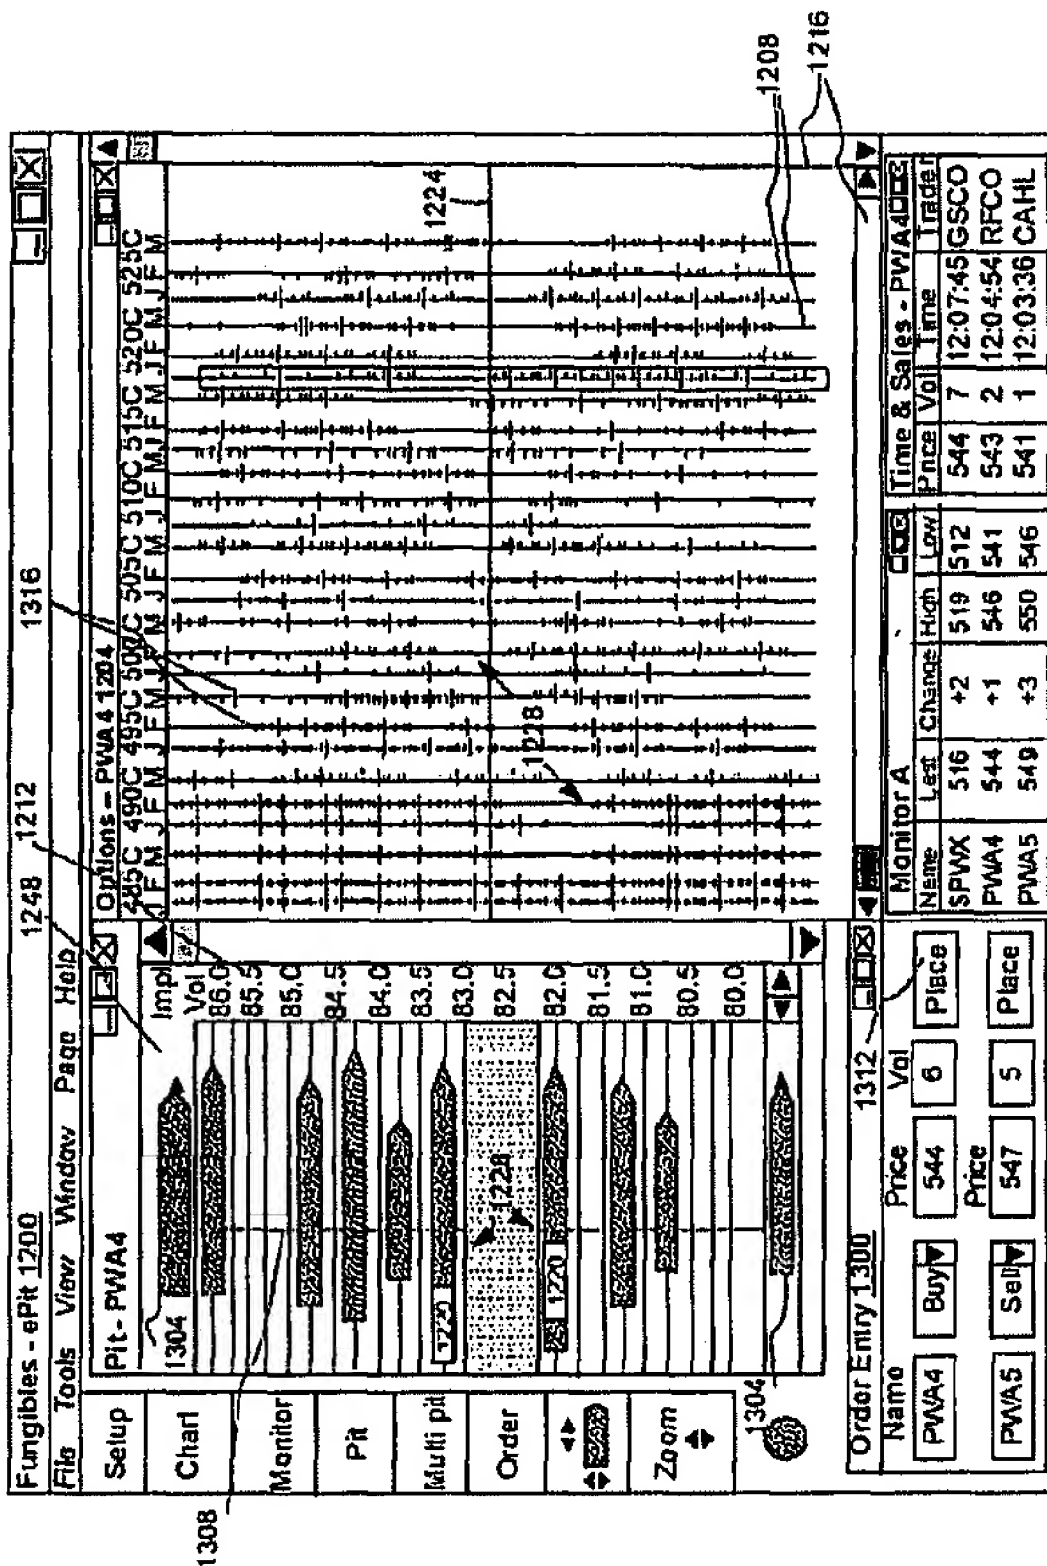 1248
1212
1316
Fungibles - ePit 1200
File Tools View Window Page Help
Setup
Chart
Monitor
Pit
Multi pit
Order
Zoom
1304
1308
Pit - PWA4
1304
Impl
Vol
86.0
85.5
85.0
84.5
84.0
83.5
83.0
82.5
82.0
81.5
81.0
80.5
80.0
1220
1228
1220
Options - PWA4 1204
485C 490C 495C 500C 505C 510C 515C 520C 525C
J F M J F M J F M J F M J F M J F M J F M J F M J F M
1224
1228
1208
1216
Order Entry 1300
1312
Name Price Vol
PWA4 Buy 544 6 Place
Price
PWA5 Sell 547 5 Place
Monitor A
Name Last Change High Low
SPWX 516 +2 519 512
PWA4 544 +1 546 541
PWA5 549 +3 550 546
Time & Sales - PWA4
Price Vol Time Trader
544 7 12:07:45 GSCO
543 2 12:04:54 RFCO
541 1 12:03:36 CAHL